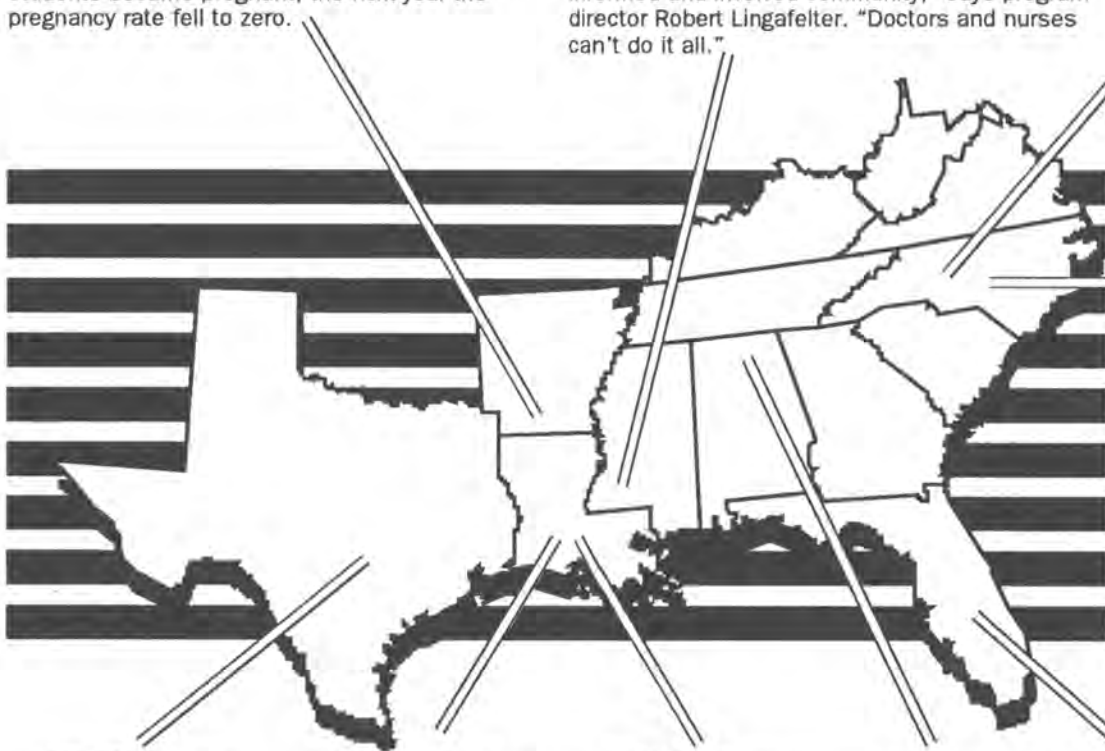 pregnancy rate fell to zero.
director Robert Lingafelter. "Doctors and nurses
can't do it all."